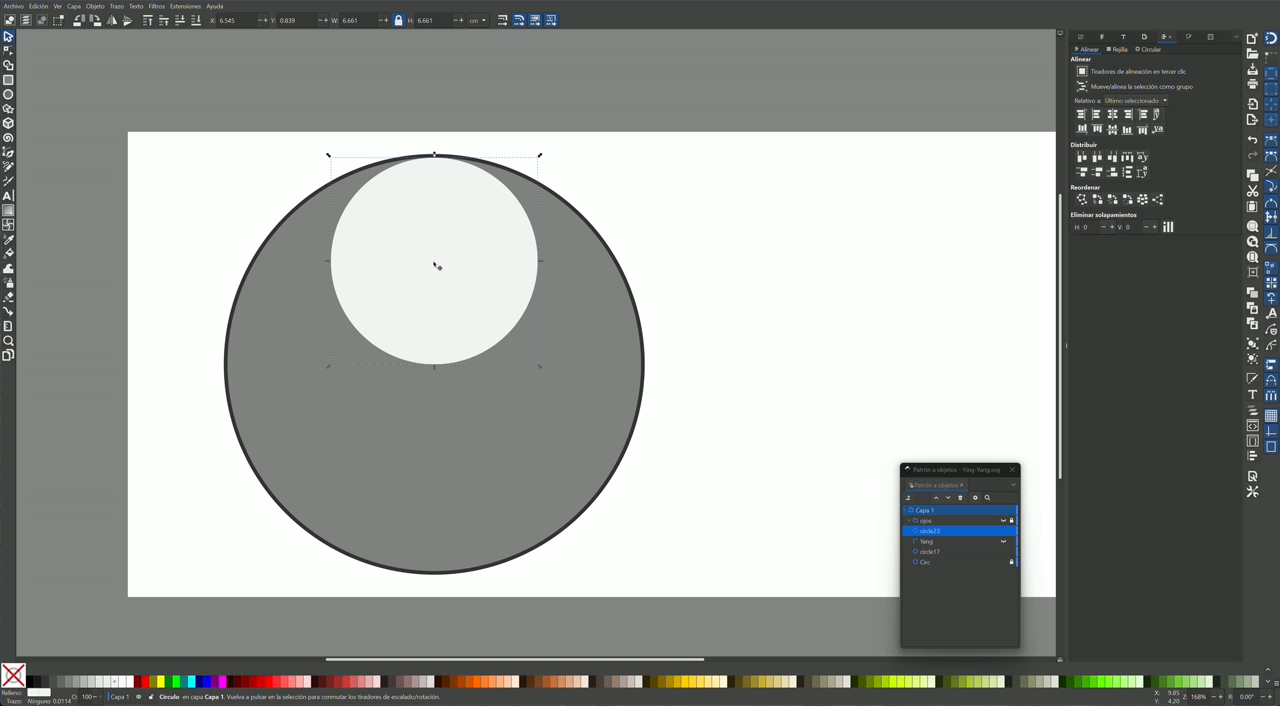 Archivo Edición Ver Capa Objeto Trazo Texto Filtros Extensiones Ayuda
X: 6.545 Y: 0.839 W: 6.661 H: 6.661 cm
Alinear Rejilla Circular
Alinear
Tiradores de alineación en tercer clic
Mueve/alinea la selección como grupo
Relativo a: Último seleccionado
Distribuir
Reordenar
Eliminar solapamientos
H: 0 V: 0
Patrón a objetos - Ying-Yang.svg
Patrón a objetos
Capa 1
ojos
circle23
Yang
circle17
Circ
Relleno:
Trazo: Ninguno 0.0114
O: 100
Capa 1
Círculo en capa Capa 1. Vuelva a pulsar en la selección para conmutar los tiradores de escalado/rotación.
X: 9.85
Y: 4.20
Z: 168%
R: 0.00°